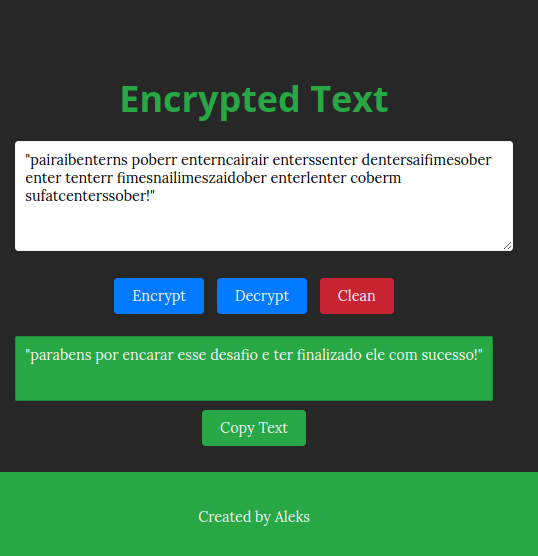 Encrypted Text
"pairaibenterns poberr enterncairair enterssenter dentersaifimesober
enter tenterr fimesnailimeszaidober enterlenter coberm
sufatcenterssober!"
Encrypt Decrypt Clean
"parabens por encarar esse desafio e ter finalizado ele com sucesso!"
Copy Text
Created by Aleks